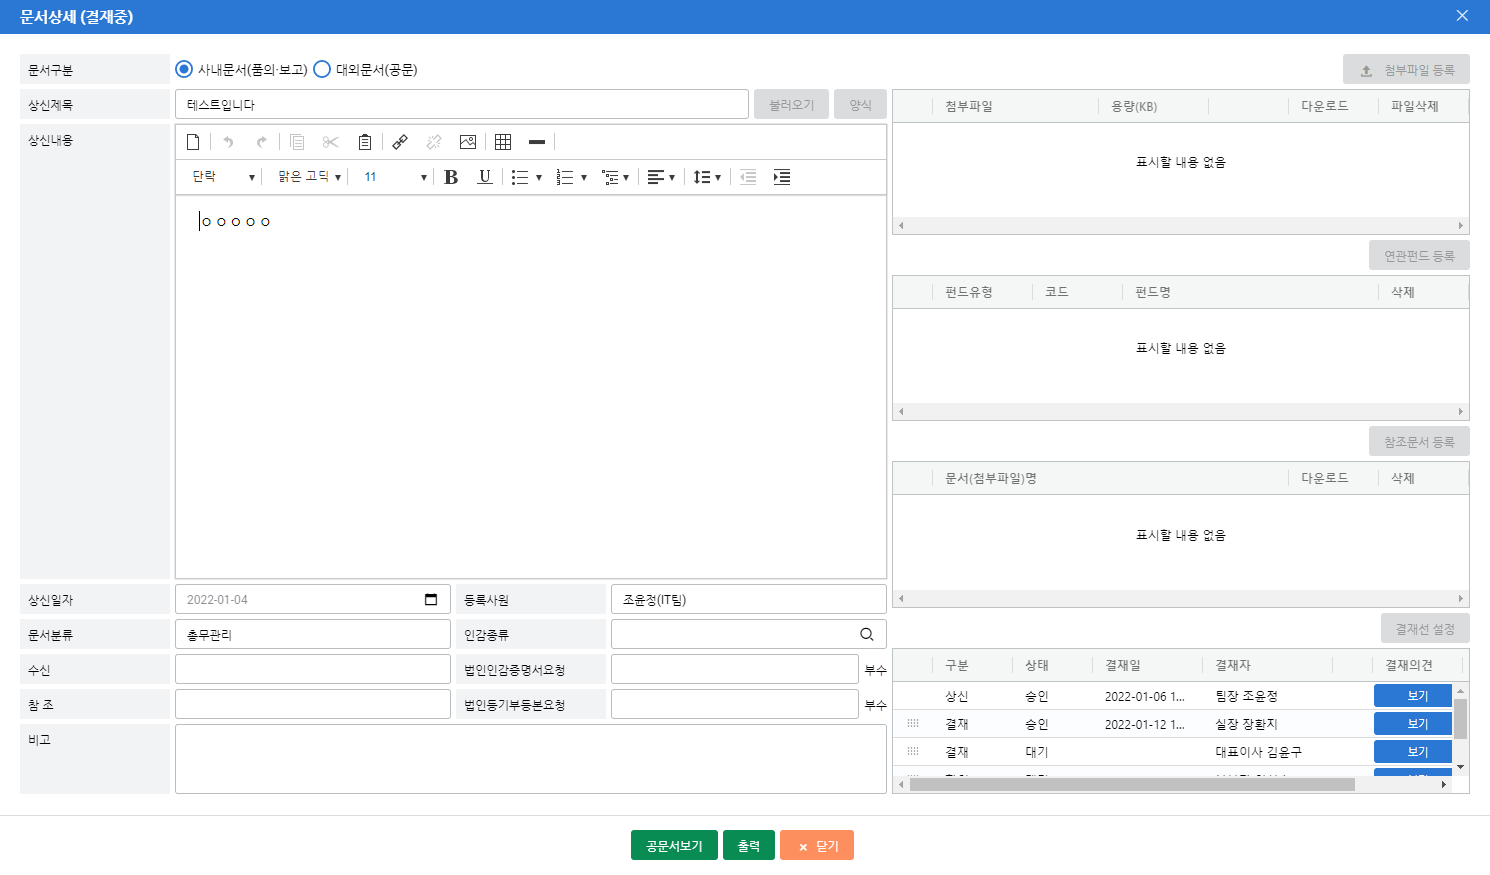 문서상세 (결재중)
문서구분
사내문서(품의·보고)
대외문서(공문)
첨부파일 등록
상신제목
테스트입니다
불러오기
양식
첨부파일
용량(KB)
다운로드
파일삭제
표시할 내용 없음
상신내용
단락
맑은 고딕
11
B U
ㅇㅇㅇㅇㅇ
연관펀드 등록
펀드유형
코드
펀드명
삭제
표시할 내용 없음
참조문서 등록
문서(첨부파일)명
다운로드
삭제
표시할 내용 없음
상신일자
2022-01-04
등록사원
조윤정(IT팀)
문서분류
총무관리
인감종류
수신
법인인감증명서요청
부수
참 조
법인등기부등본요청
부수
비고
결재선 설정
구분 상태 결재일 결재자 결재의견
상신 승인 2022-01-06 1... 팀장 조윤정 보기
결재 승인 2022-01-12 1... 실장 장환지 보기
결재 대기 대표이사 김윤구 보기
공문서보기
출력
× 닫기